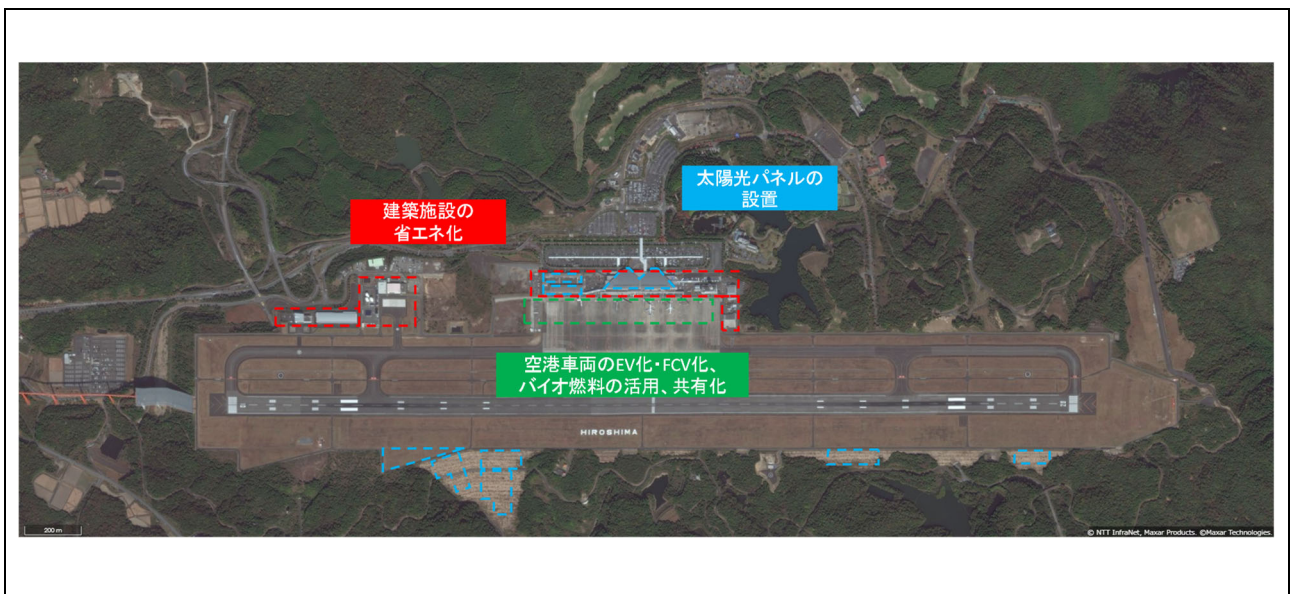 太陽光パネルの
設置
建築施設の
省エネ化
空港車両のEV化・FCV化、
バイオ燃料の活用、共有化
HIROSHIMA
200 m
© NTT InfraNet, Maxar Products. ©Maxar Technologies.